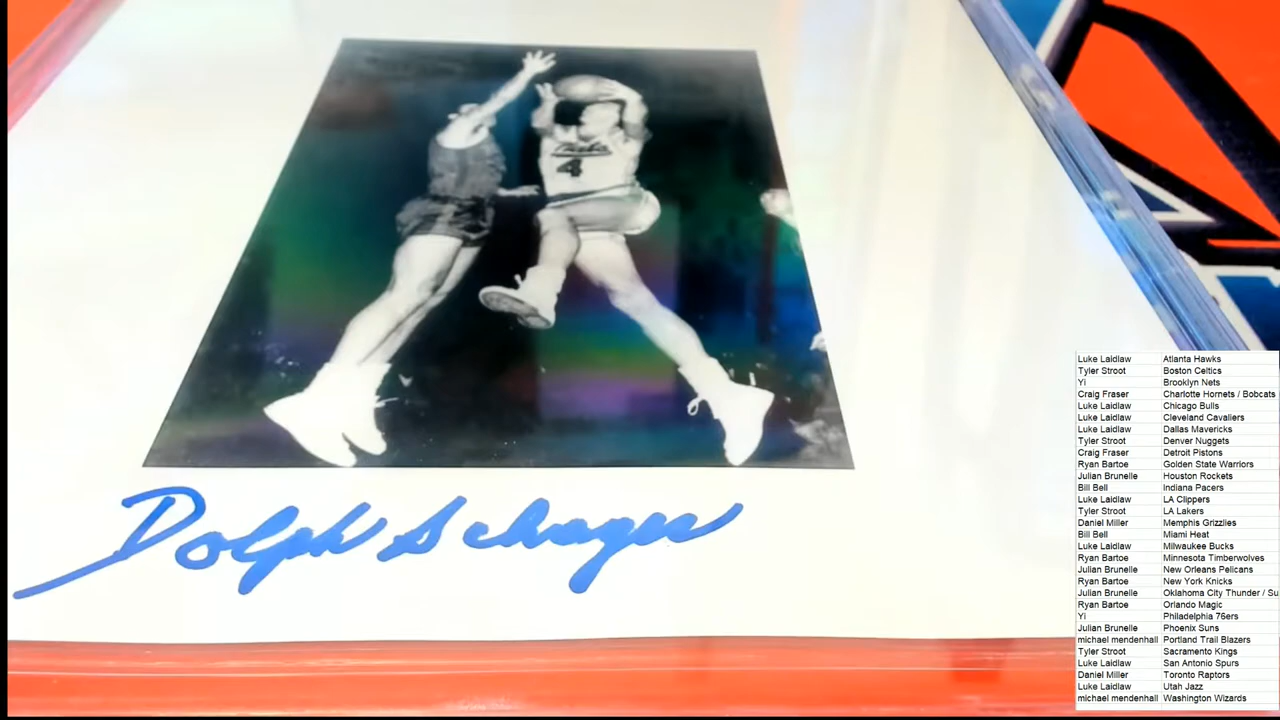 4
Dolph Schayes
Luke Laidlaw Atlanta Hawks
Tyler Stroot Boston Celtics
Yi Brooklyn Nets
Craig Fraser Charlotte Hornets / Bobcats
Luke Laidlaw Chicago Bulls
Luke Laidlaw Cleveland Cavaliers
Luke Laidlaw Dallas Mavericks
Tyler Stroot Denver Nuggets
Craig Fraser Detroit Pistons
Ryan Bartoe Golden State Warriors
Julian Brunelle Houston Rockets
Bill Bell Indiana Pacers
Luke Laidlaw LA Clippers
Tyler Stroot LA Lakers
Daniel Miller Memphis Grizzlies
Bill Bell Miami Heat
Luke Laidlaw Milwaukee Bucks
Ryan Bartoe Minnesota Timberwolves
Julian Brunelle New Orleans Pelicans
Ryan Bartoe New York Knicks
Julian Brunelle Oklahoma City Thunder / Su
Ryan Bartoe Orlando Magic
Yi Philadelphia 76ers
Julian Brunelle Phoenix Suns
michael mendenhall Portland Trail Blazers
Tyler Stroot Sacramento Kings
Luke Laidlaw San Antonio Spurs
Daniel Miller Toronto Raptors
Luke Laidlaw Utah Jazz
michael mendenhall Washington Wizards